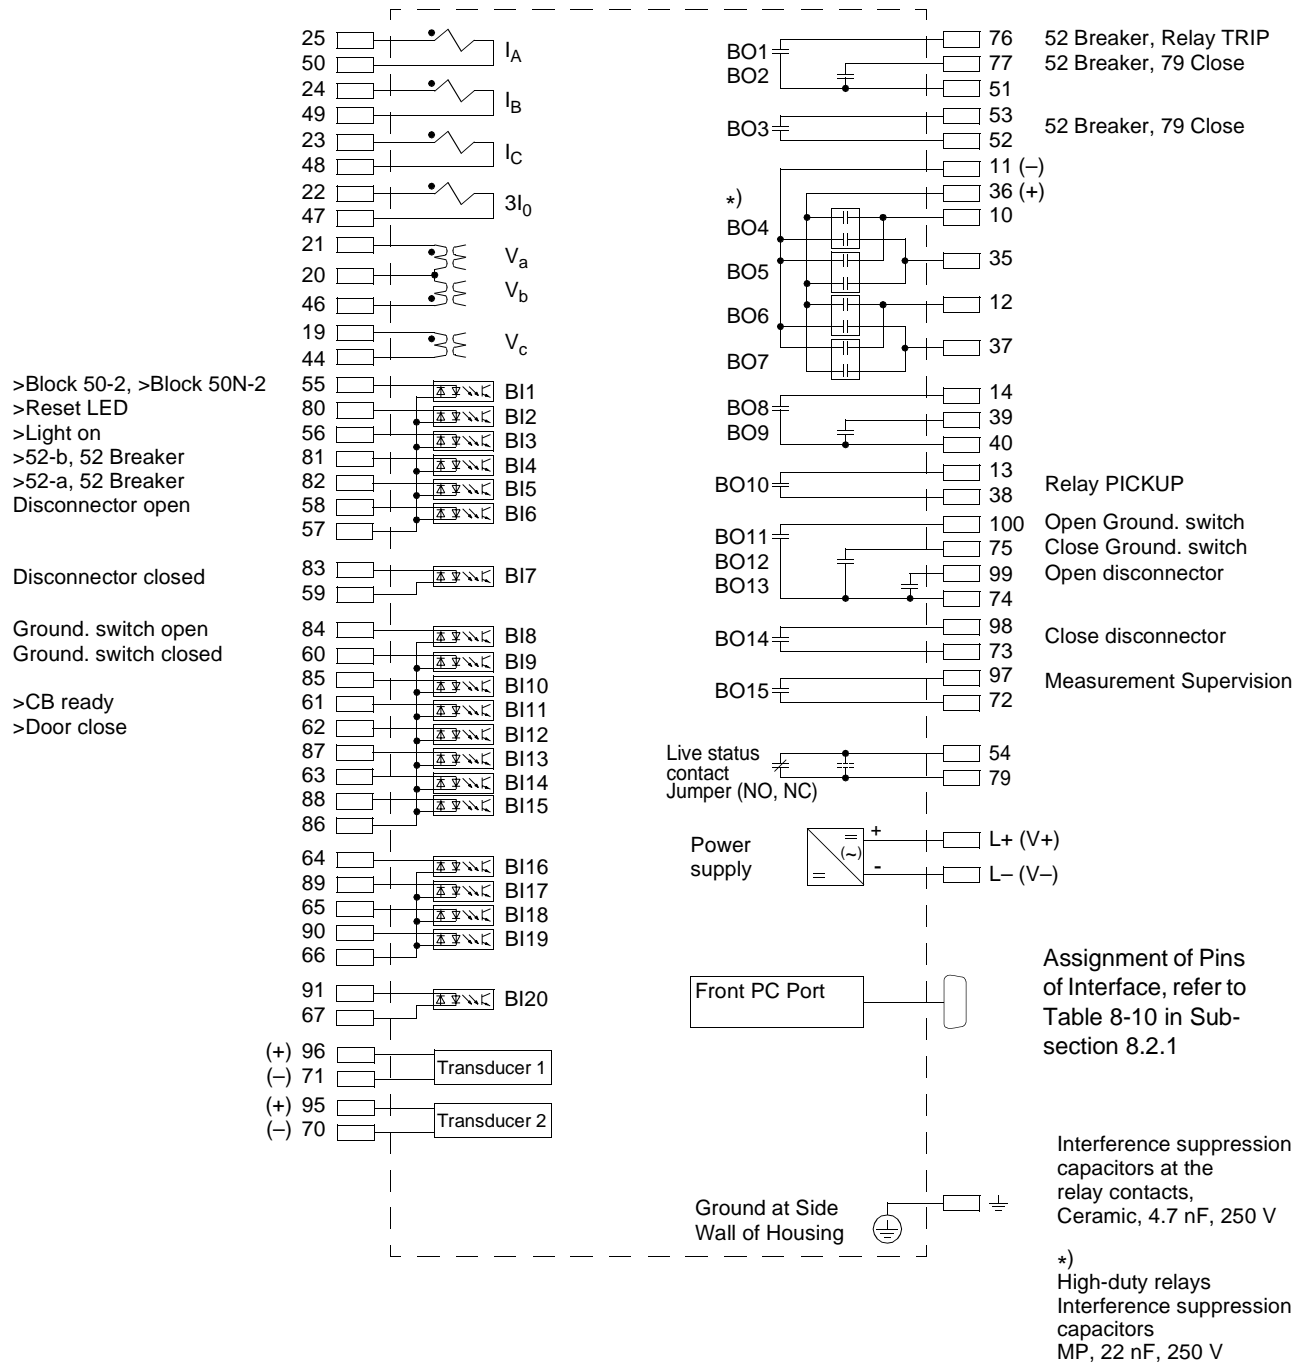 25
50
I_A
24
49
I_B
23
48
I_C
22
47
3I_0
21
20
46
V_a
V_b
19
44
V_c
>Block 50-2, >Block 50N-2 55 BI1
>Reset LED 80 BI2
>Light on 56 BI3
>52-b, 52 Breaker 81 BI4
>52-a, 52 Breaker 82 BI5
Disconnector open 58 BI6
57
Disconnector closed 83 BI7
59
Ground. switch open 84 BI8
Ground. switch closed 60 BI9
85 BI10
>CB ready 61 BI11
>Door close 62 BI12
87 BI13
63 BI14
88 BI15
86
64 BI16
89 BI17
65 BI18
90 BI19
66
91 BI20
67
(+) 96
(–) 71
Transducer 1
(+) 95
(–) 70
Transducer 2
BO1 76 52 Breaker, Relay TRIP
BO2 77 52 Breaker, 79 Close
51
BO3 53
52
52 Breaker, 79 Close
11 (–)
36 (+)
*)
10
BO4
35
BO5
12
BO6
37
BO7
14
BO8
39
BO9
40
13
BO10
38
Relay PICKUP
100 Open Ground. switch
BO11
75 Close Ground. switch
BO12
99 Open disconnector
BO13
74
98
BO14 Close disconnector
73
97
BO15 Measurement Supervision
72
Live status
contact
Jumper (NO, NC)
54
79
Power
supply
=
(~)
=
+
-
L+ (V+)
L– (V–)
Front PC Port
Assignment of Pins
of Interface, refer to
Table 8-10 in Sub-
section 8.2.1
Ground at Side
Wall of Housing
Interference suppression
capacitors at the
relay contacts,
Ceramic, 4.7 nF, 250 V
*)
High-duty relays
Interference suppression
capacitors
MP, 22 nF, 250 V